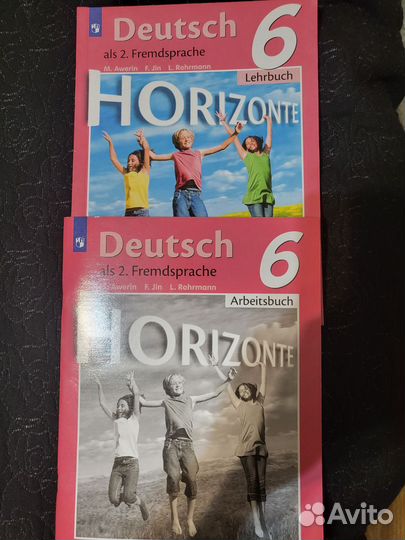 Deutsch 6
als 2. Fremdsprache
M. Awerin F. Jin L. Rohrmann
Lehrbuch
HORIZONTE
Deutsch 6
als 2. Fremdsprache
Awerin F. Jin L. Rohrmann
Arbeitsbuch
HORIZONTE
Avito